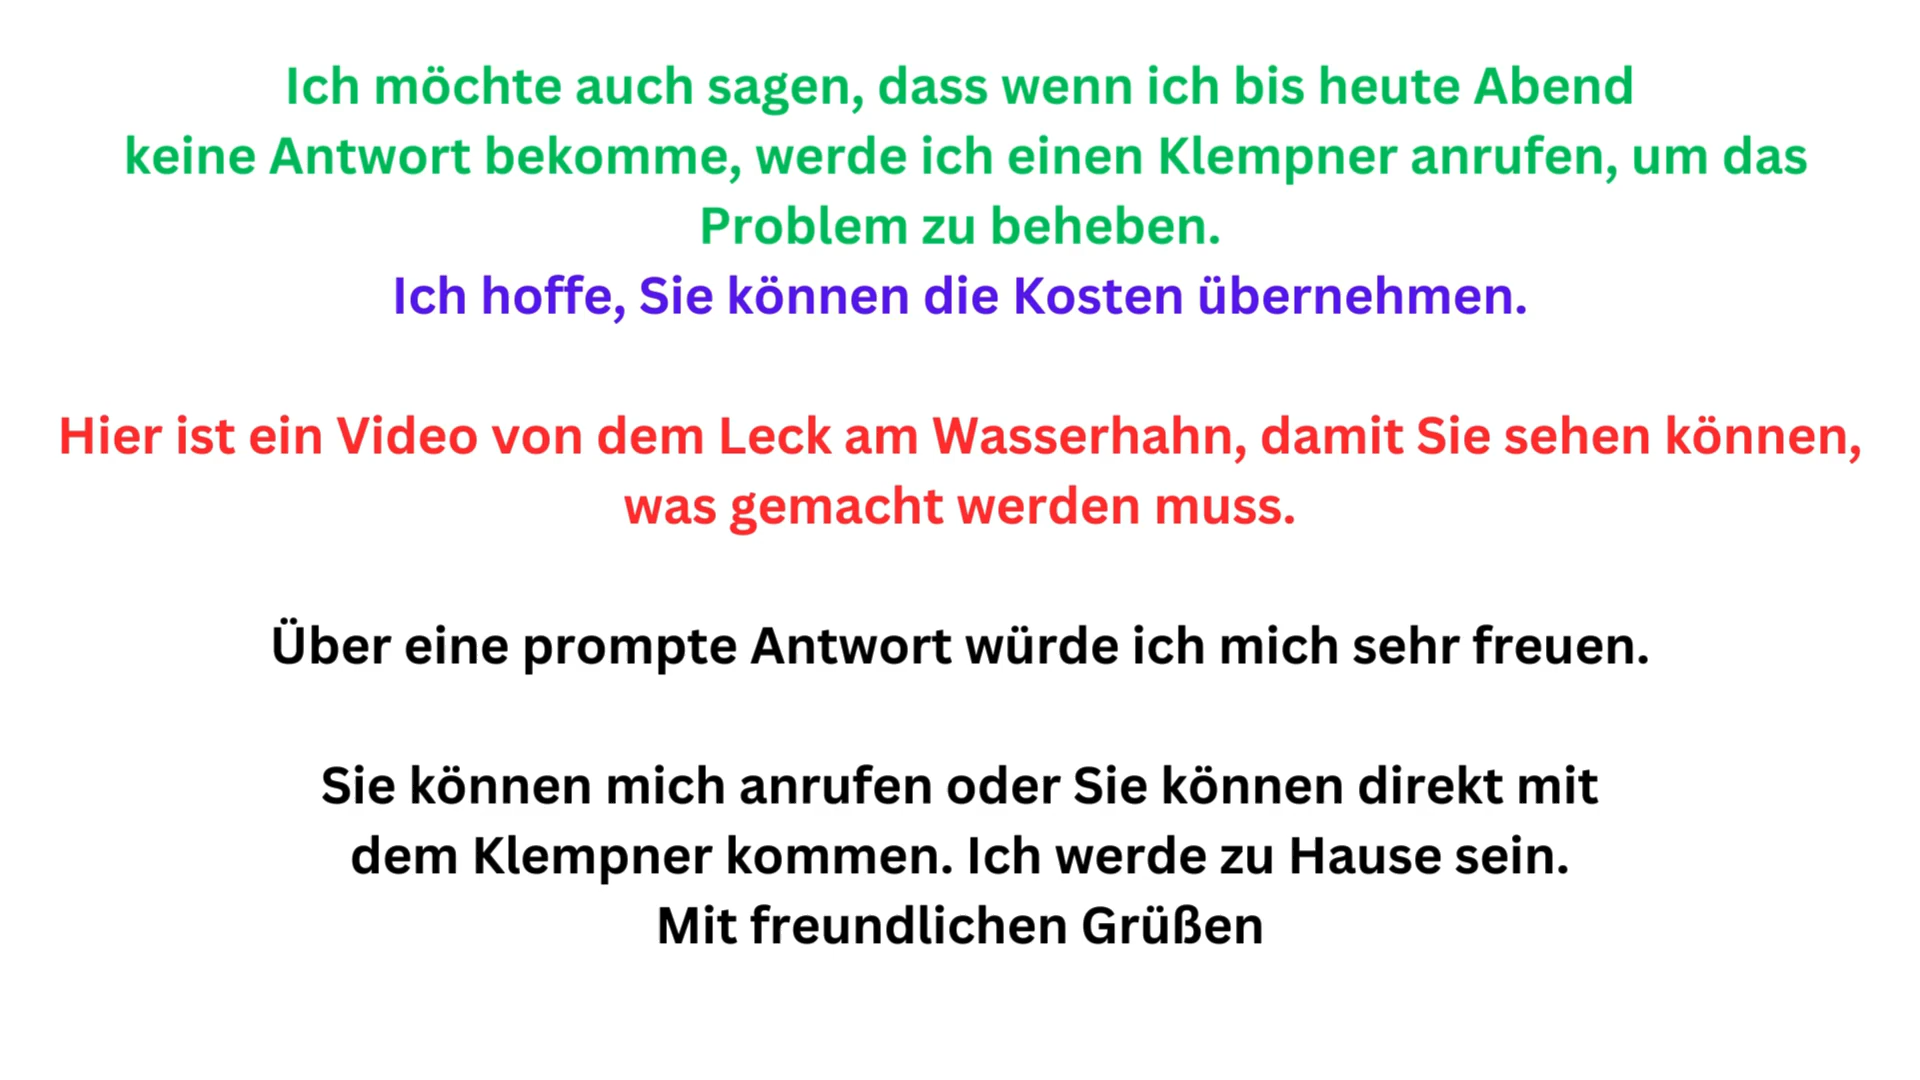 Ich möchte auch sagen, dass wenn ich bis heute Abend
keine Antwort bekomme, werde ich einen Klempner anrufen, um das
Problem zu beheben.
Ich hoffe, Sie können die Kosten übernehmen.
Hier ist ein Video von dem Leck am Wasserhahn, damit Sie sehen können,
was gemacht werden muss.
Über eine prompte Antwort würde ich mich sehr freuen.
Sie können mich anrufen oder Sie können direkt mit
dem Klempner kommen. Ich werde zu Hause sein.
Mit freundlichen Grüßen